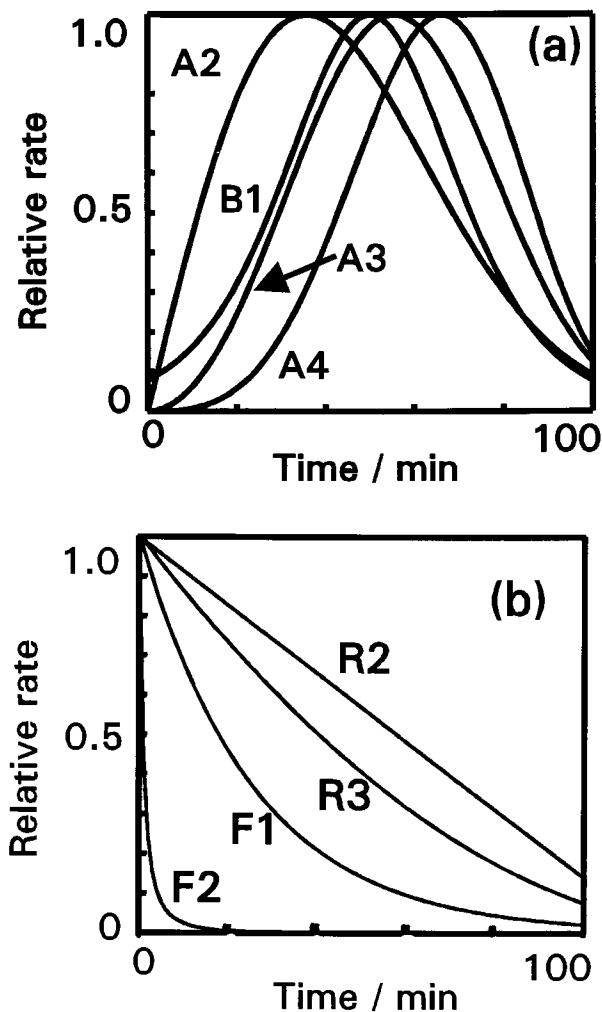 1.0
(a)
A2
Relative rate
0.5
B1
A3
A4
0
0
100
Time / min
1.0
(b)
R2
Relative rate
0.5
R3
F1
F2
0
0
100
Time / min